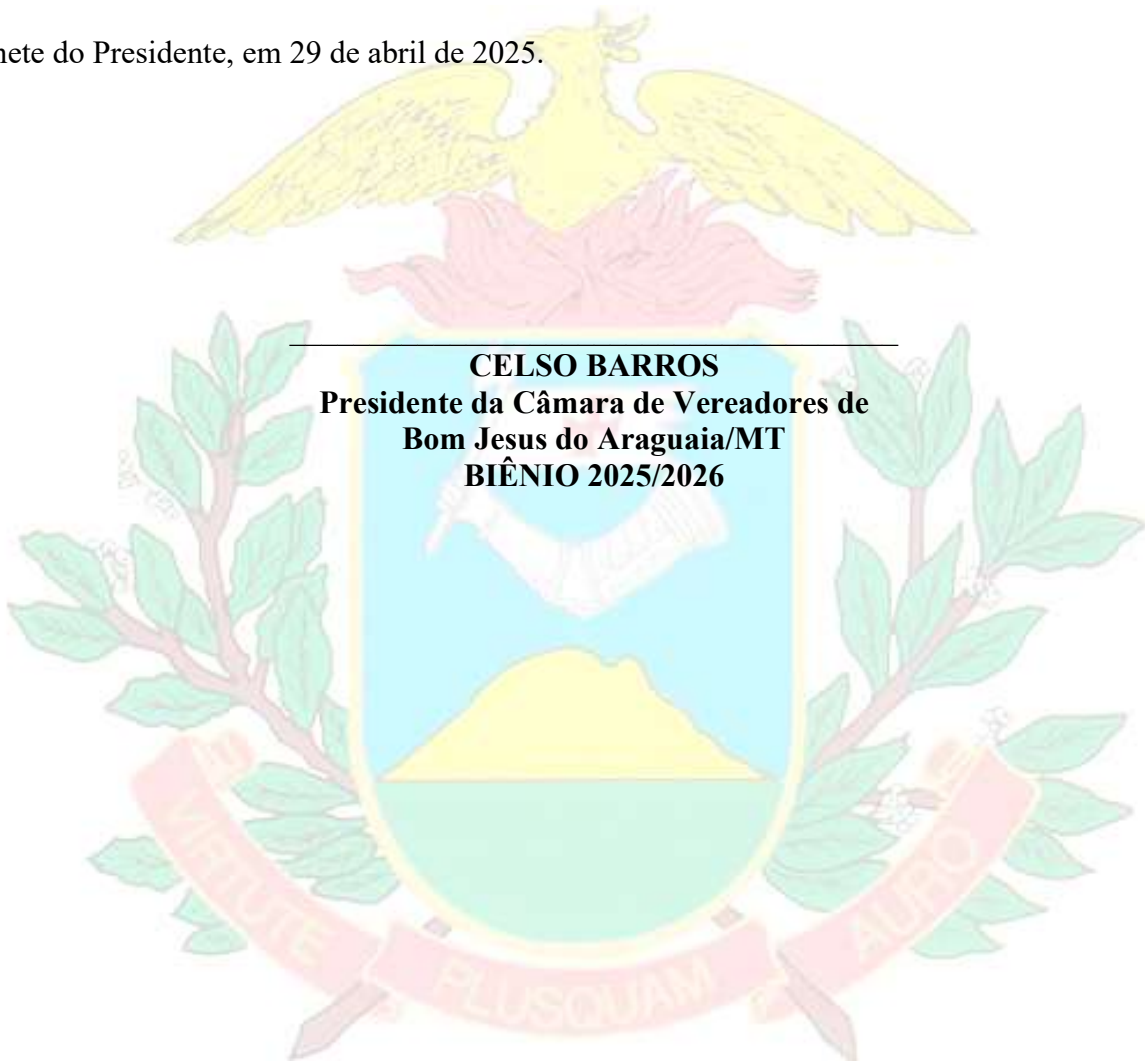 nete do Presidente, em 29 de abril de 2025.
CELSO BARROS
Presidente da Câmara de Vereadores de
Bom Jesus do Araguaia/MT
BIÊNIO 2025/2026
VIRTUTE PLUSQUAM AURO